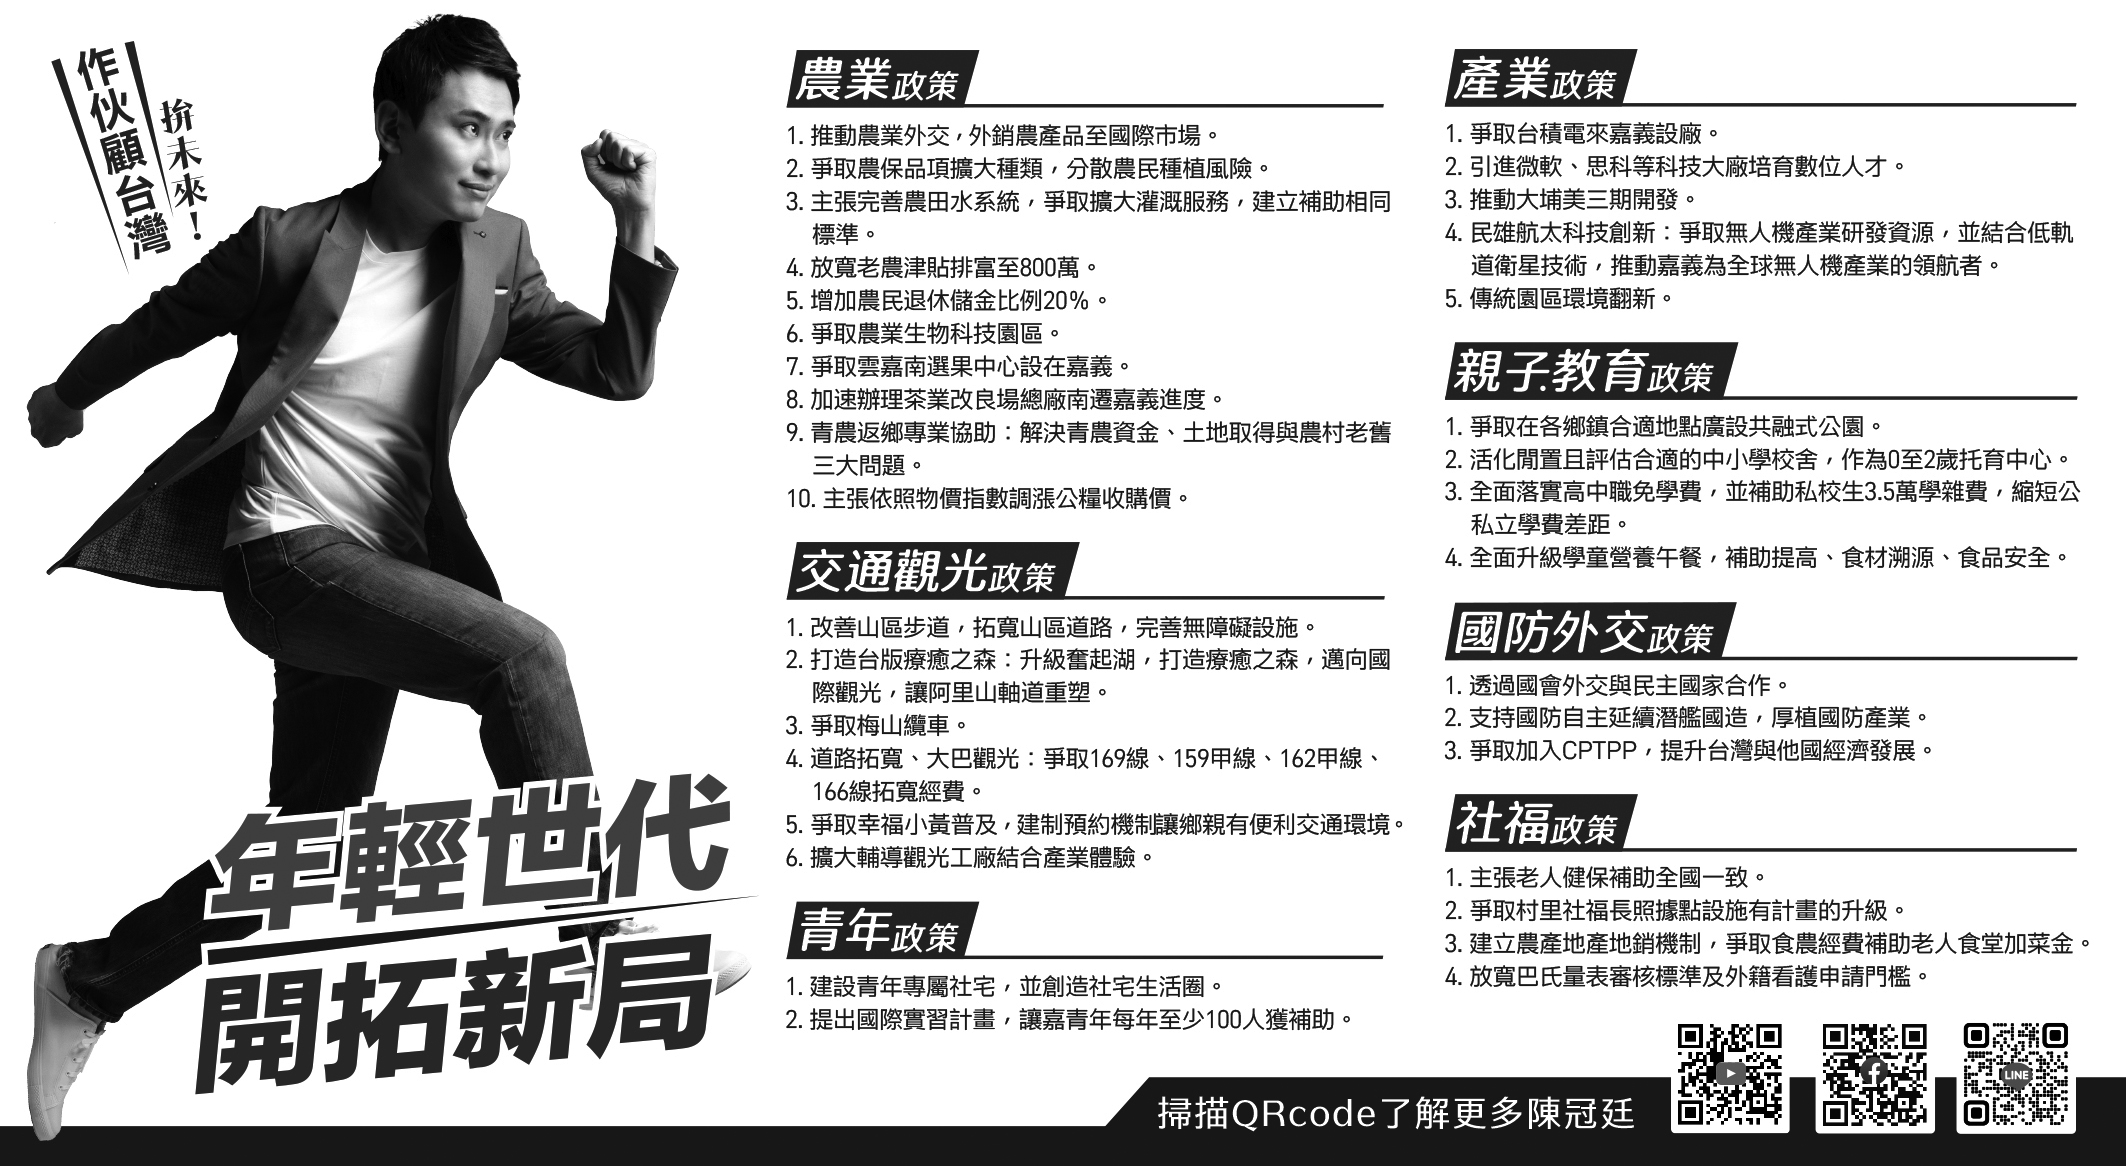 作伙顧台灣
拚未來！
年輕世代
開拓新局
農業政策
1. 推動農業外交，外銷農產品至國際市場。
2. 爭取農保品項擴大種類，分散農民種植風險。
3. 主張完善農田水系統，爭取擴大灌溉服務，建立補助相同
標準。
4. 放寬老農津貼排富至800萬。
5. 增加農民退休儲金比例20%。
6. 爭取農業生物科技園區。
7. 爭取雲嘉南選果中心設在嘉義。
8. 加速辦理茶業改良場總廠南遷嘉義進度。
9. 青農返鄉專業協助：解決青農資金、土地取得與農村老舊
三大問題。
10. 主張依照物價指數調漲公糧收購價。
交通觀光政策
1. 改善山區步道，拓寬山區道路，完善無障礙設施。
2. 打造台版療癒之森：升級奮起湖，打造療癒之森，邁向國
際觀光，讓阿里山軸道重塑。
3. 爭取梅山纜車。
4. 道路拓寬、大巴觀光：爭取169線、159甲線、162甲線、
166線拓寬經費。
5. 爭取幸福小黃普及，建制預約機制讓鄉親有便利交通環境。
6. 擴大輔導觀光工廠結合產業體驗。
青年政策
1. 建設青年專屬社宅，並創造社宅生活圈。
2. 提出國際實習計畫，讓嘉青年每年至少100人獲補助。
產業政策
1. 爭取台積電來嘉義設廠。
2. 引進微軟、思科等科技大廠培育數位人才。
3. 推動大埔美三期開發。
4. 民雄航太科技創新：爭取無人機產業研發資源，並結合低軌
道衛星技術，推動嘉義為全球無人機產業的領航者。
5. 傳統園區環境翻新。
親子.教育政策
1. 爭取在各鄉鎮合適地點廣設共融式公園。
2. 活化閒置且評估合適的中小學校舍，作為0至2歲托育中心。
3. 全面落實高中職免學費，並補助私校生3.5萬學雜費，縮短公
私立學費差距。
4. 全面升級學童營養午餐，補助提高、食材溯源、食品安全。
國防外交政策
1. 透過國會外交與民主國家合作。
2. 支持國防自主延續潛艦國造，厚植國防產業。
3. 爭取加入CPTPP，提升台灣與他國經濟發展。
社福政策
1. 主張老人健保補助全國一致。
2. 爭取村里社福長照據點設施有計畫的升級。
3. 建立農產地產地銷機制，爭取食農經費補助老人食堂加菜金。
4. 放寬巴氏量表審核標準及外籍看護申請門檻。
掃描QRcode了解更多陳冠廷
LINE